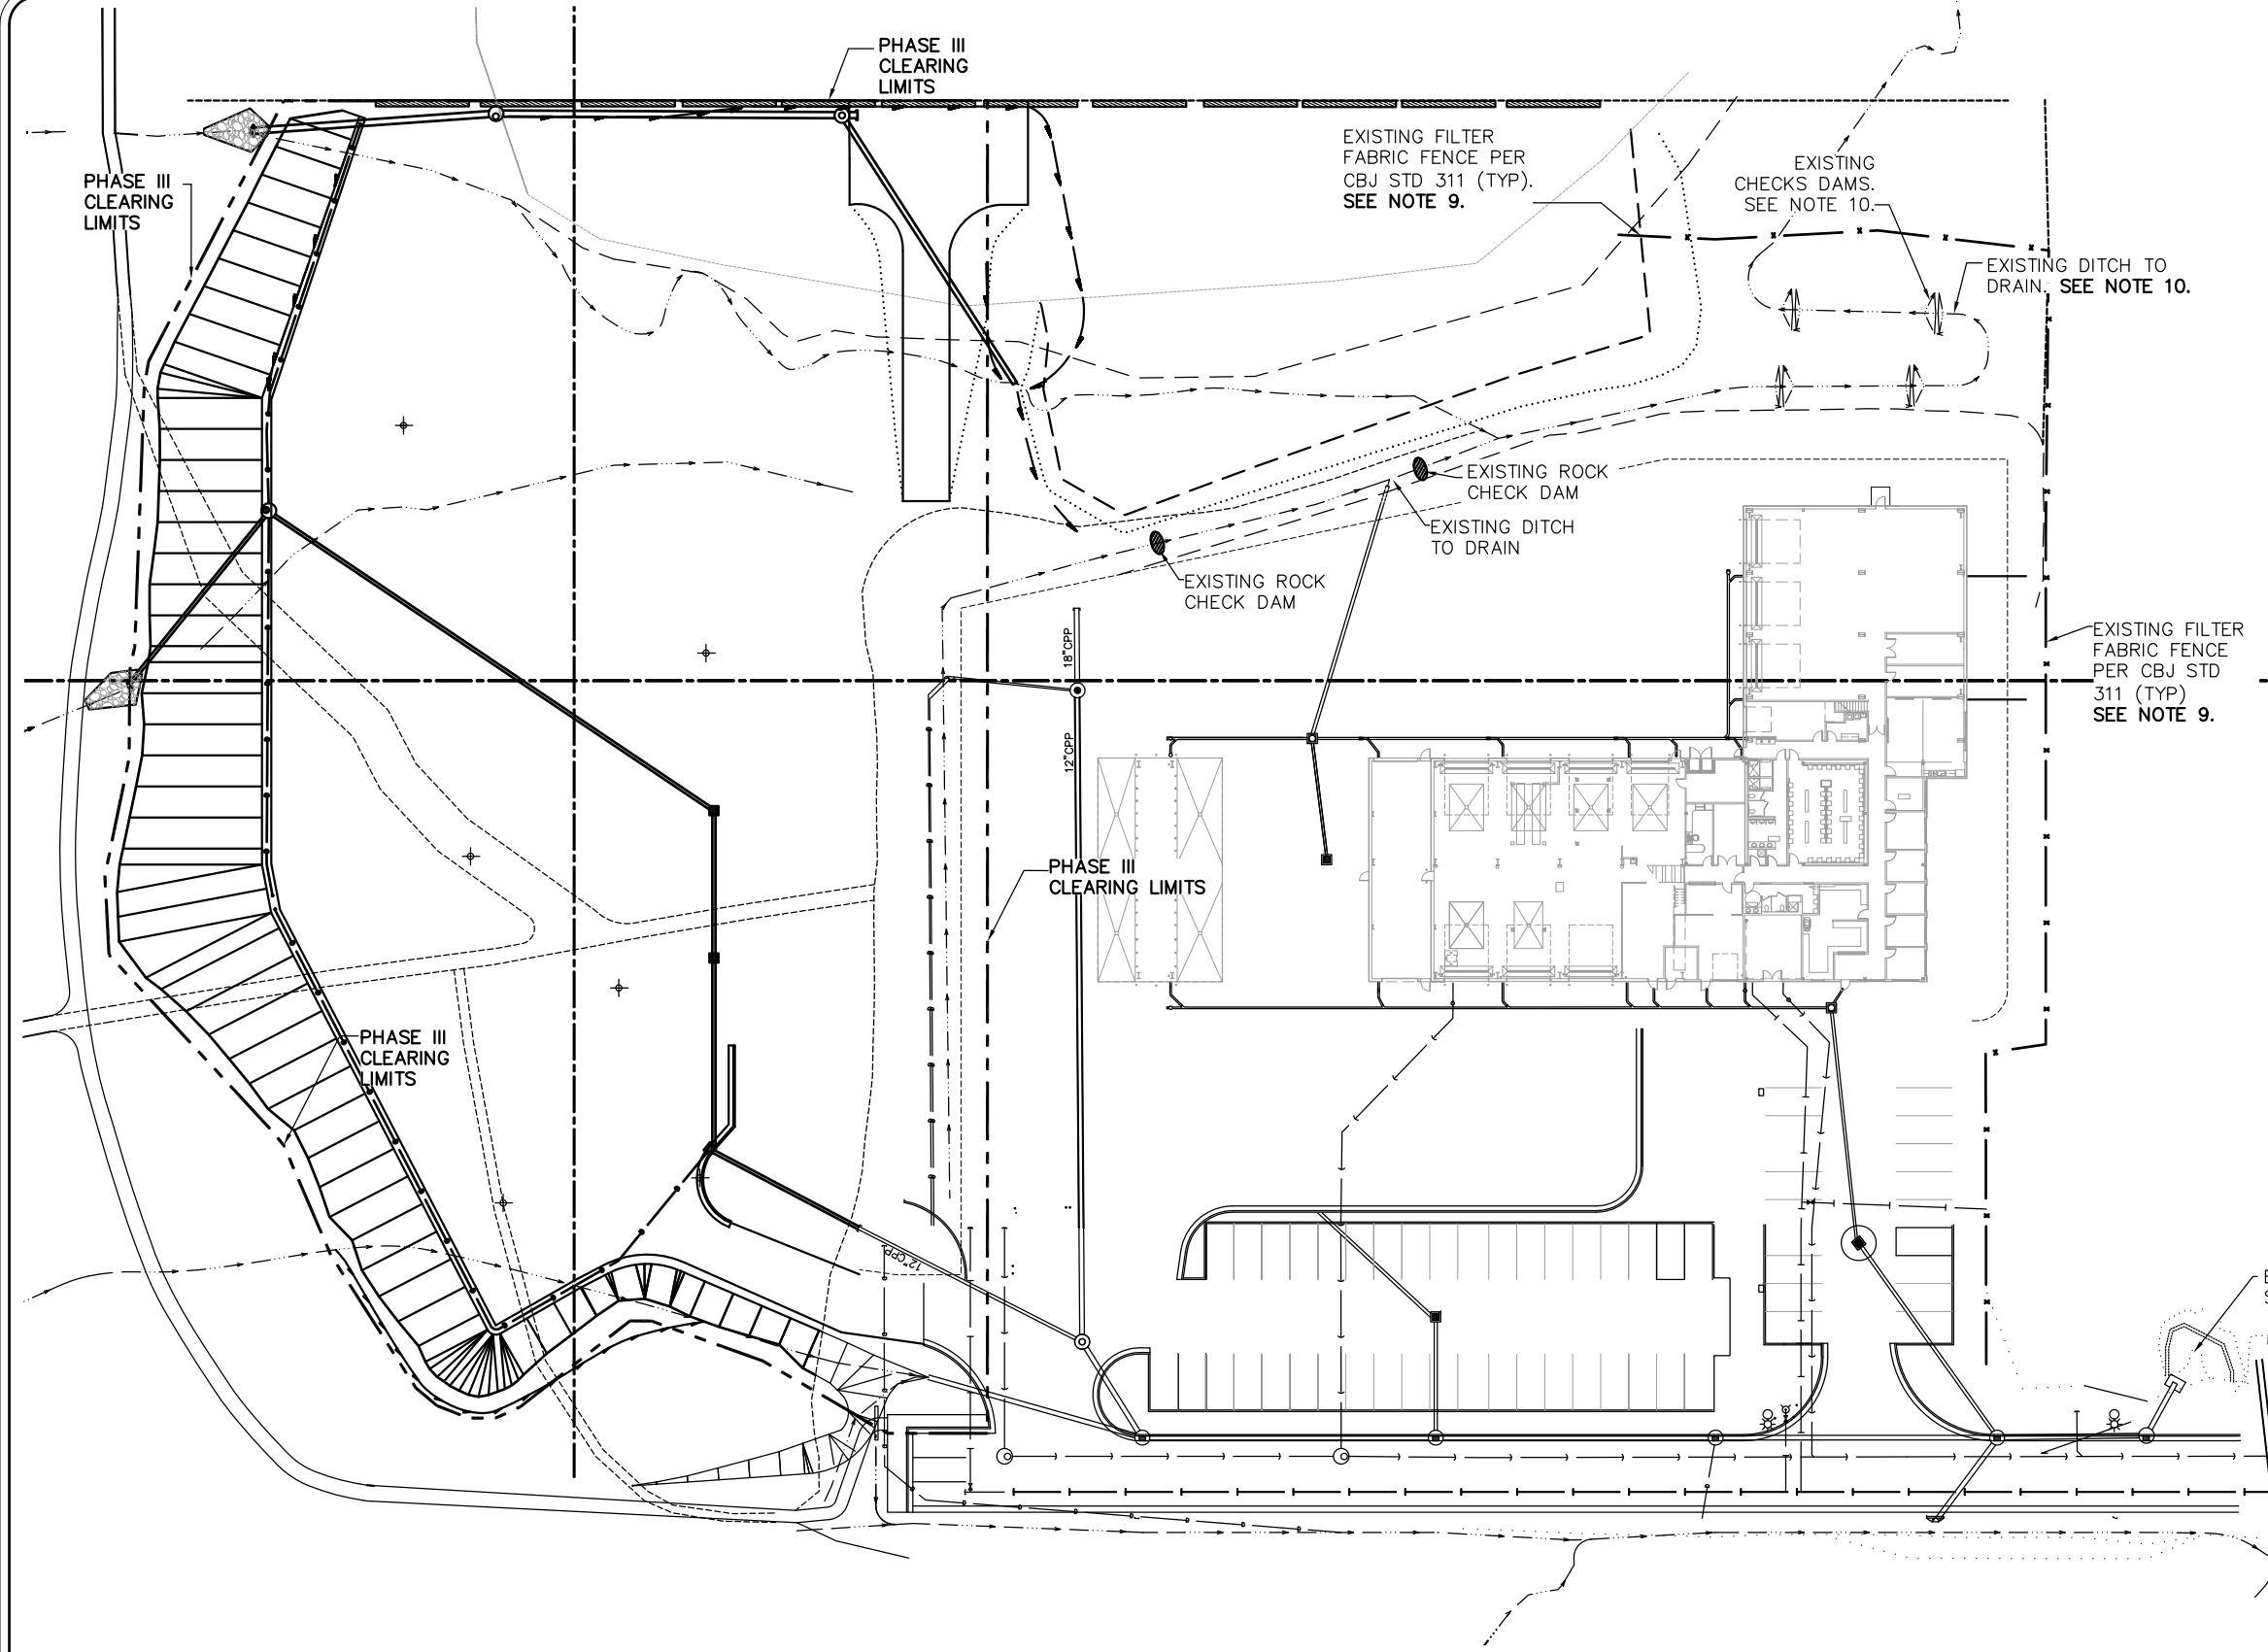 PHASE III
CLEARING
LIMITS
PHASE III
CLEARING
LIMITS
EXISTING FILTER
FABRIC FENCE PER
CBJ STD 311 (TYP).
SEE NOTE 9.
EXISTING
CHECKS DAMS.
SEE NOTE 10.
EXISTING DITCH TO
DRAIN. SEE NOTE 10.
EXISTING ROCK
CHECK DAM
EXISTING DITCH
TO DRAIN
EXISTING ROCK
CHECK DAM
18"CPP
12"CPP
EXISTING FILTER
FABRIC FENCE
PER CBJ STD
311 (TYP)
SEE NOTE 9.
PHASE III
CLEARING LIMITS
PHASE III
CLEARING
LIMITS
12"CPP